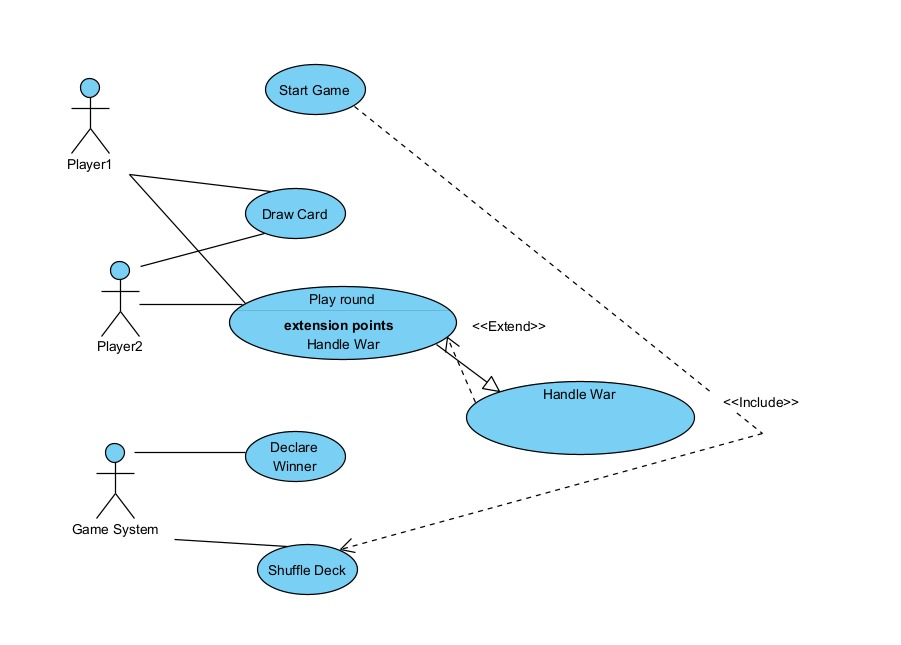 Start Game
Player1
Draw Card
Player2
Play round
extension points
Handle War
<<Extend>>
Handle War
<<Include>>
Declare
Winner
Game System
Shuffle Deck